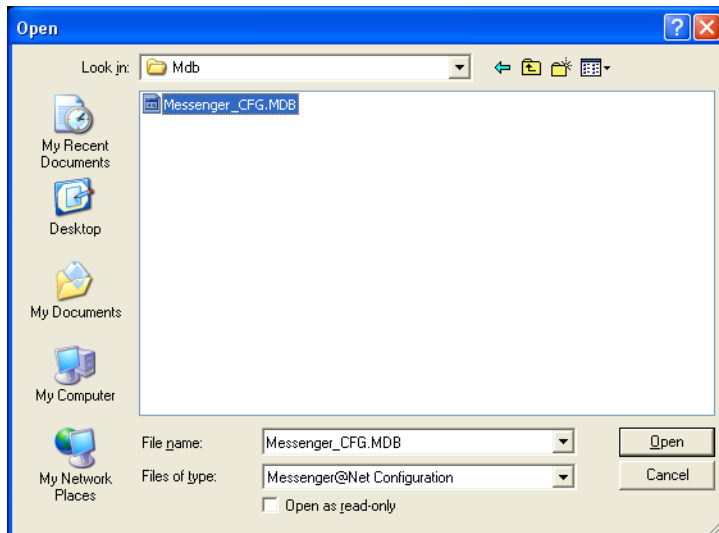 Open
Look in:
Mdb
Messenger_CFG.MDB
My Recent
Documents
Desktop
My Documents
My Computer
My Network
Places
File name:
Messenger_CFG.MDB
Open
Files of type:
Messenger@Net Configuration
Cancel
Open as read-only